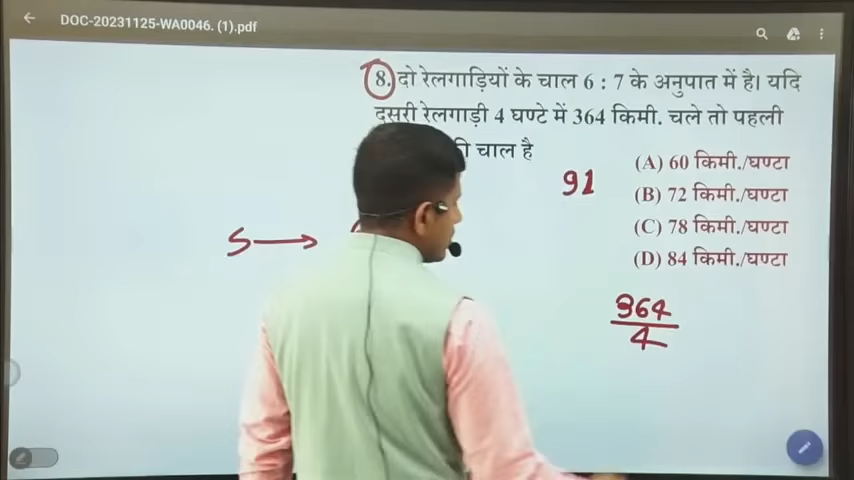 DOC-20231125-WA0046. (1).pdf
8. दो रेलगाड़ियों के चाल 6 : 7 के अनुपात में है। यदि
दूसरी रेलगाड़ी 4 घण्टे में 364 किमी. चले तो पहली
चाल है
(A) 60 किमी./घण्टा
(B) 72 किमी./घण्टा
(C) 78 किमी./घण्टा
(D) 84 किमी./घण्टा
91
S →
364
4